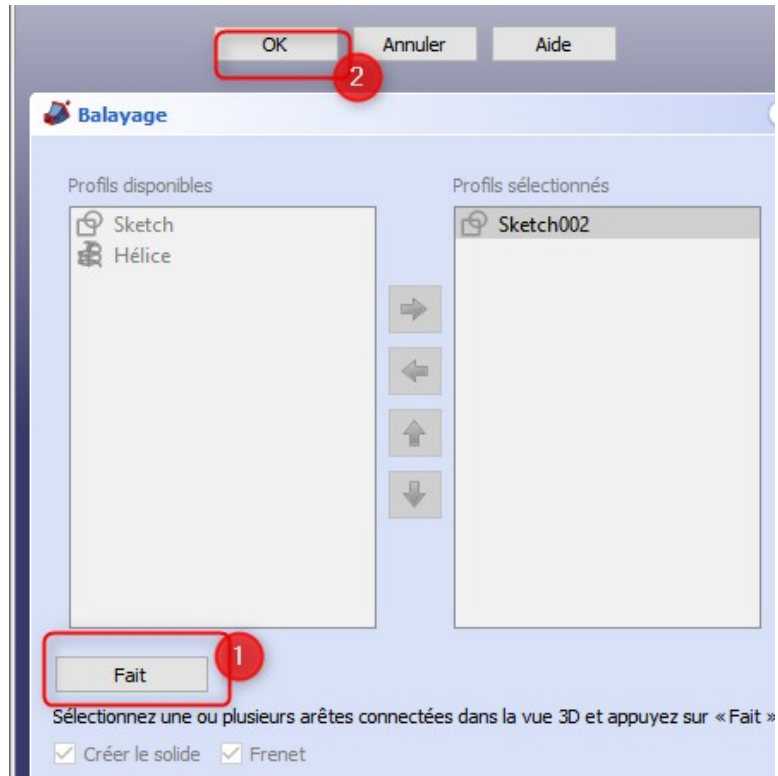 OK Annuler Aide
2
Balayage
Profils disponibles Profils sélectionnés
Sketch Sketch002
Hélice
1
Fait
Sélectionnez une ou plusieurs arêtes connectées dans la vue 3D et appuyez sur « Fait »
Créer le solide Frenet